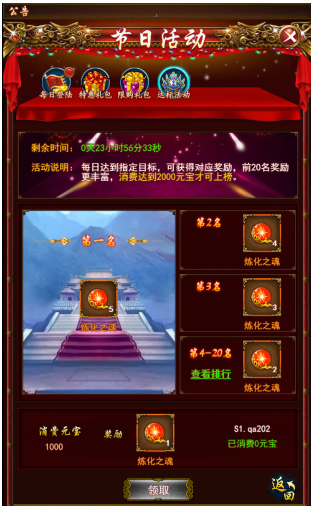 公告
节日活动
每日登陆 特惠礼包 限购礼包 达标活动
剩余时间： 0天23小时56分33秒
活动说明： 每日达到指定目标，可获得对应奖励，前20名奖励
更丰富，消费达到2000元宝才可上榜。
第一名
5
炼化之魂
第2名
4
炼化之魂
第3名
3
炼化之魂
第4-20名
查看排行
2
炼化之魂
消费元宝
1000
奖励
1
炼化之魂
S1. qa202
已消费0元宝
领取
返回